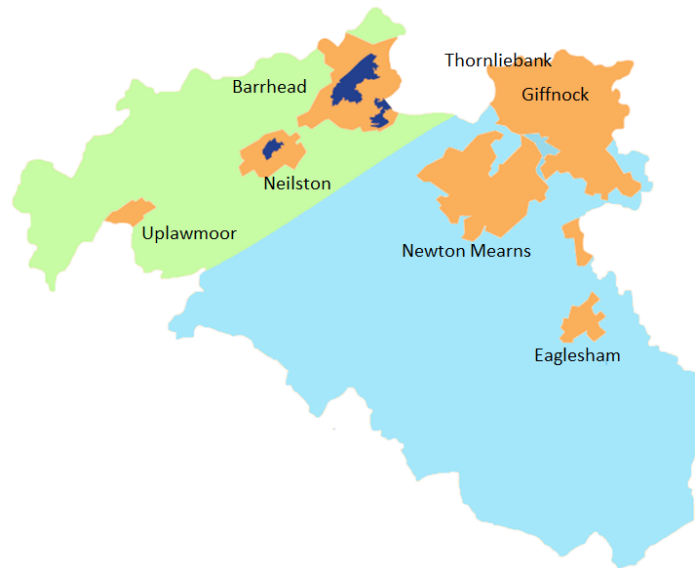 Thornliebank
Barrhead
Giffnock
Neilston
Uplawmoor
Newton Mearns
Eaglesham